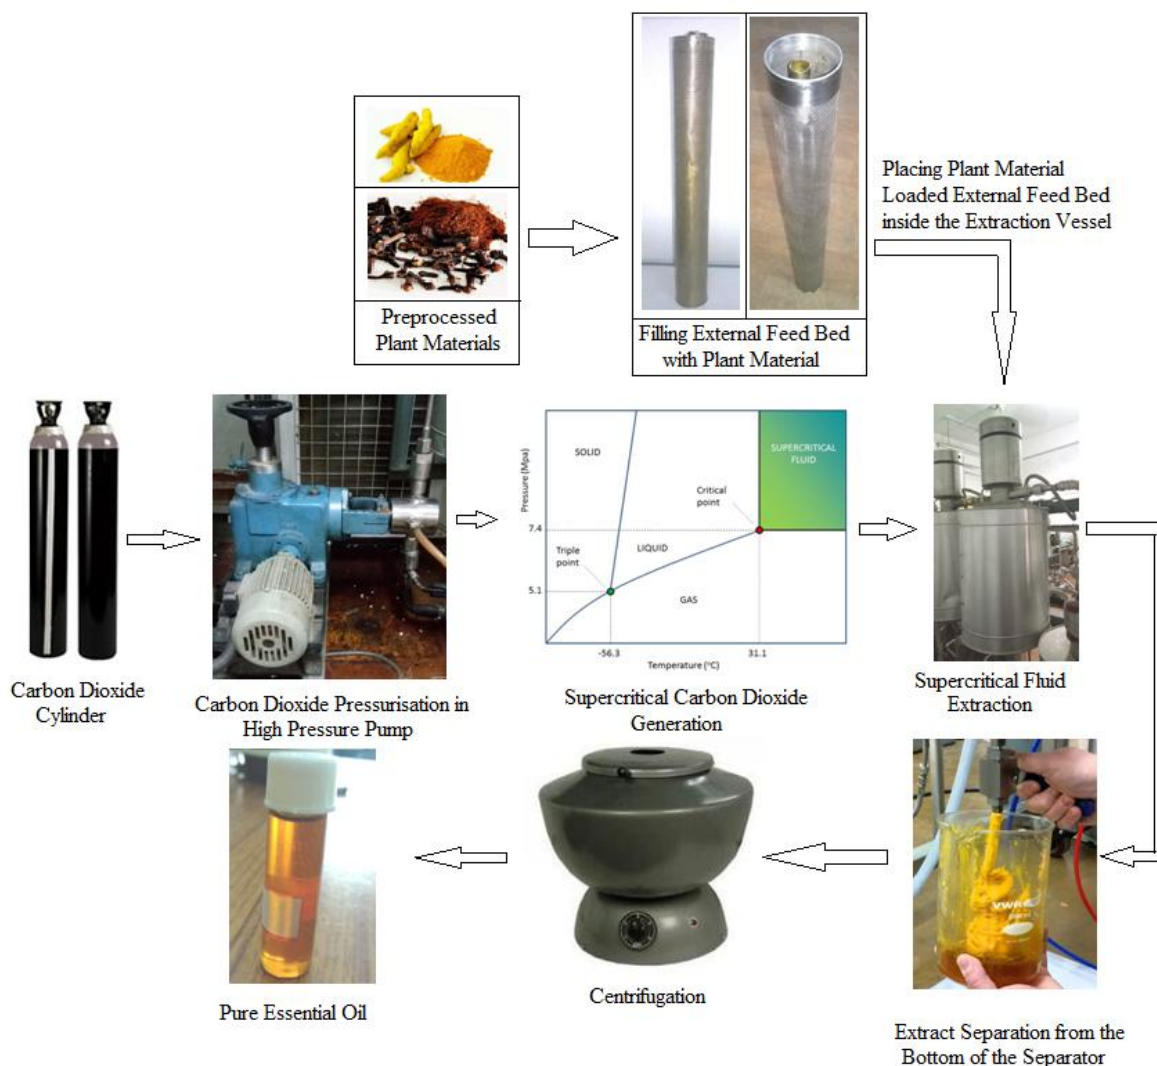 Preprocessed
Plant Materials
Filling External Feed Bed
with Plant Material
Placing Plant Material
Loaded External Feed Bed
inside the Extraction Vessel
Carbon Dioxide
Cylinder
Carbon Dioxide Pressurisation in
High Pressure Pump
Pressure (Mpa)
SOLID
SUPERCRITICAL
FLUID
Critical
point
7.4
Triple
point
LIQUID
5.1
GAS
-56.3
31.1
Temperature (°C)
Supercritical Carbon Dioxide
Generation
Supercritical Fluid
Extraction
VWR
Extract Separation from the
Bottom of the Separator
Centrifugation
Pure Essential Oil